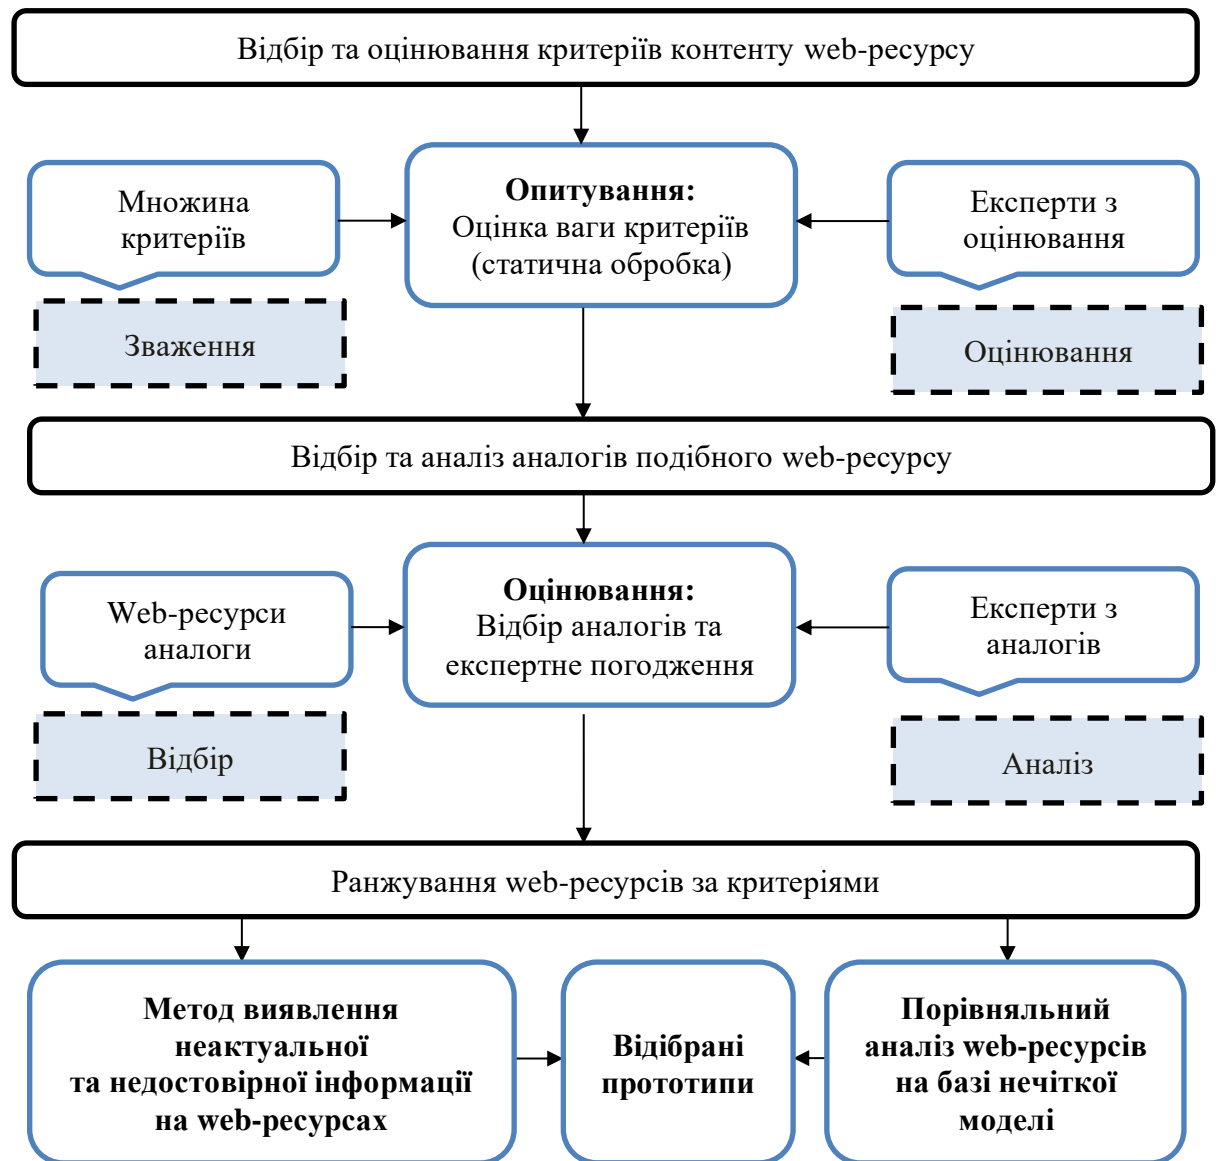 Відбір та оцінювання критеріїв контенту web-ресурсу
Множина
критеріїв
Опитування:
Оцінка ваги критеріїв
(статична обробка)
Експерти з
оцінювання
Зваження
Оцінювання
Відбір та аналіз аналогів подібного web-ресурсу
Web-ресурси
аналоги
Оцінювання:
Відбір аналогів та
експертне погодження
Експерти з
аналогів
Відбір
Аналіз
Ранжування web-ресурсів за критеріями
Метод виявлення
неактуальної
та недостовірної інформації
на web-ресурсах
Відібрані
прототипи
Порівняльний
аналіз web-ресурсів
на базі нечіткої
моделі